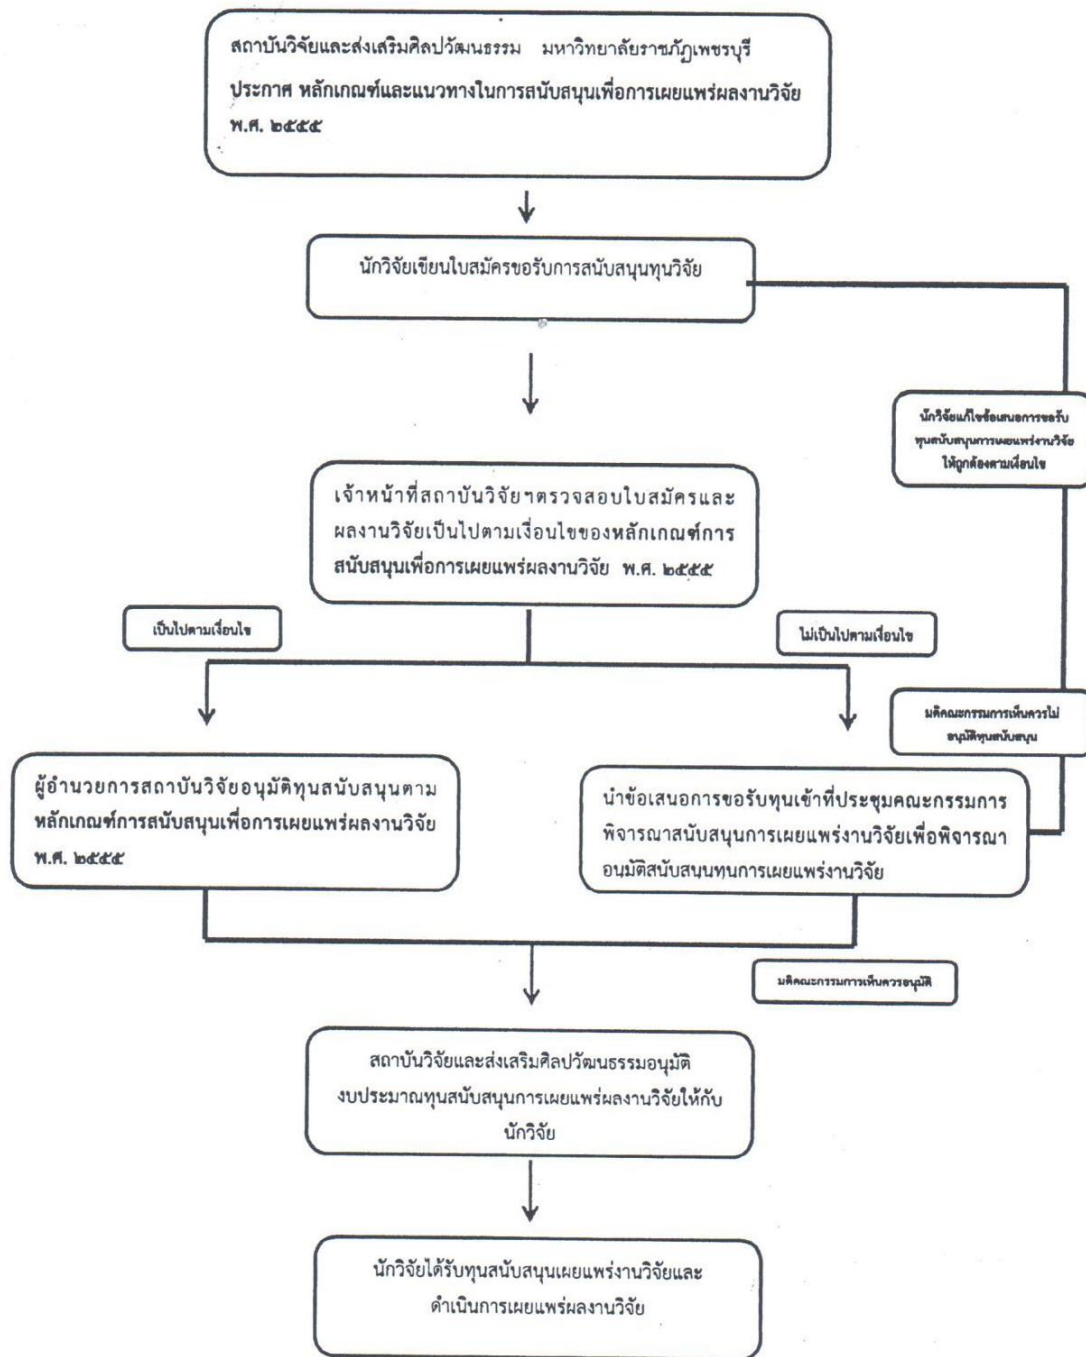 สถาบันวิจัยและส่งเสริมศิลปวัฒนธรรม มหาวิทยาลัยราชภัฏเพชรบุรี
ประกาศ หลักเกณฑ์และแนวทางในการสนับสนุนเพื่อการเผยแพร่ผลงานวิจัย
พ.ศ. ๒๕๕๕
นักวิจัยเขียนใบสมัครขอรับการสนับสนุนทุนวิจัย
นักวิจัยแก้ไขข้อเสนอการขอรับ
ทุนสนับสนุนการเผยแพร่งานวิจัย
ให้ถูกต้องตามเงื่อนไข
เจ้าหน้าที่สถาบันวิจัยฯตรวจสอบใบสมัครและ
ผลงานวิจัยเป็นไปตามเงื่อนไขของหลักเกณฑ์การ
สนับสนุนเพื่อการเผยแพร่ผลงานวิจัย พ.ศ. ๒๕๕๕
เป็นไปตามเงื่อนไข
ไม่เป็นไปตามเงื่อนไข
มติคณะกรรมการเห็นควรไม่
อนุมัติทุนสนับสนุน
ผู้อำนวยการสถาบันวิจัยอนุมัติทุนสนับสนุนตาม
หลักเกณฑ์การสนับสนุนเพื่อการเผยแพร่ผลงานวิจัย
พ.ศ. ๒๕๕๕
นำข้อเสนอการขอรับทุนเข้าที่ประชุมคณะกรรมการ
พิจารณาสนับสนุนการเผยแพร่งานวิจัยเพื่อพิจารณา
อนุมัติสนับสนุนทุนการเผยแพร่งานวิจัย
มติคณะกรรมการเห็นควรอนุมัติ
สถาบันวิจัยและส่งเสริมศิลปวัฒนธรรมอนุมัติ
งบประมาณทุนสนับสนุนการเผยแพร่ผลงานวิจัยให้กับ
นักวิจัย
นักวิจัยได้รับทุนสนับสนุนเผยแพร่งานวิจัยและ
ดำเนินการเผยแพร่ผลงานวิจัย